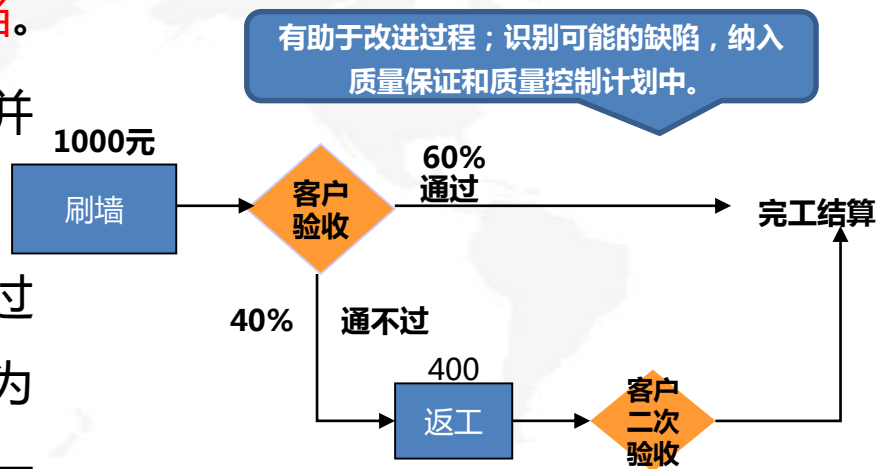 陷。
有助于改进过程；识别可能的缺陷，纳入
质量保证和质量控制计划中。
并
1000元
60%
通过
刷墙
客户
验收
完工结算
过
40%
通不过
为
400
返工
客户
二次
验收